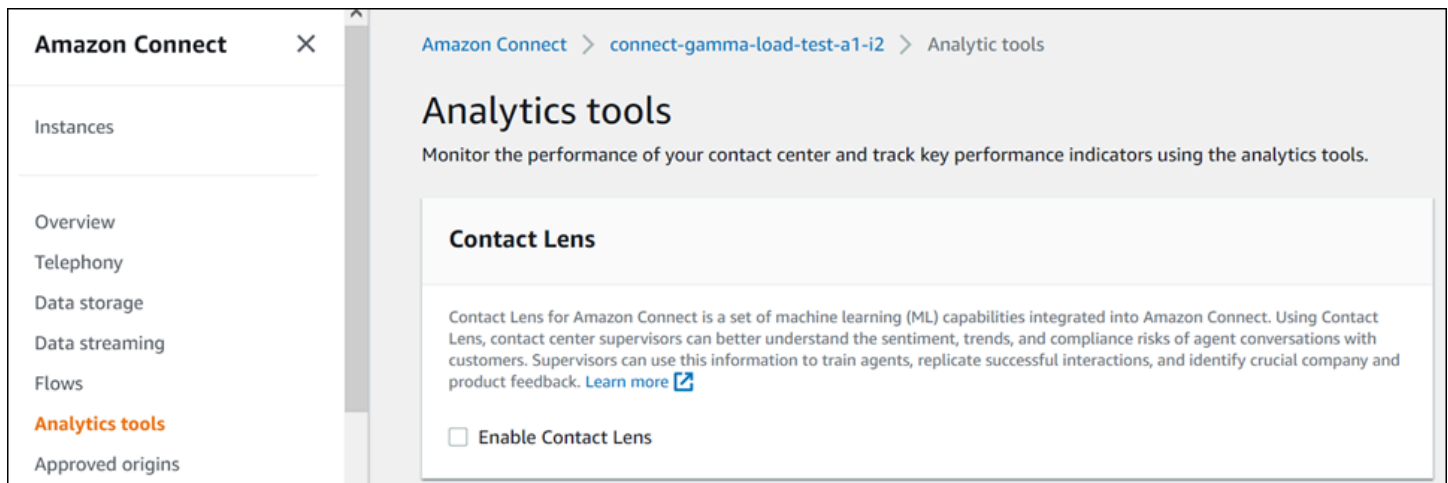 Amazon Connect
Instances
Overview
Telephony
Data storage
Data streaming
Flows
Analytics tools
Approved origins
Amazon Connect > connect-gamma-load-test-a1-i2 > Analytic tools
Analytics tools
Monitor the performance of your contact center and track key performance indicators using the analytics tools.
Contact Lens
Contact Lens for Amazon Connect is a set of machine learning (ML) capabilities integrated into Amazon Connect. Using Contact
Lens, contact center supervisors can better understand the sentiment, trends, and compliance risks of agent conversations with
customers. Supervisors can use this information to train agents, replicate successful interactions, and identify crucial company and
product feedback. Learn more
Enable Contact Lens